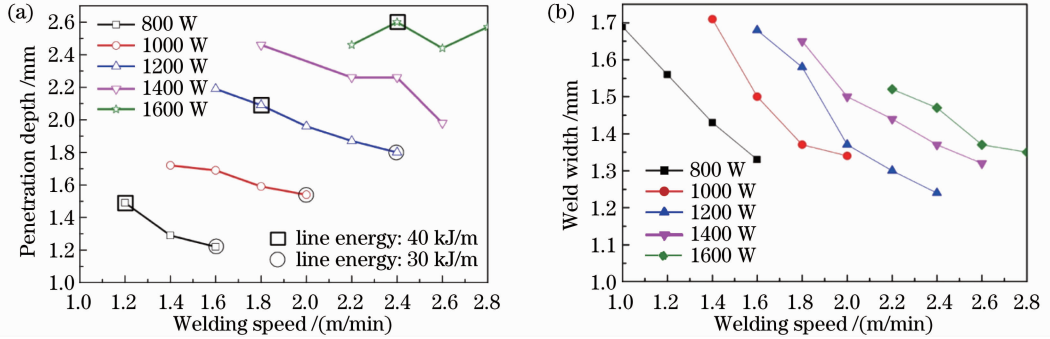 (a)
Penetration depth /mm
2.6
2.4
2.2
2.0
1.8
1.6
1.4
1.2
1.0
800 W
1000 W
1200 W
1400 W
1600 W
line energy: 40 kJ/m
line energy: 30 kJ/m
1.0 1.2 1.4 1.6 1.8 2.0 2.2 2.4 2.6 2.8
Welding speed /(m/min)
(b)
Weld width /mm
1.7
1.6
1.5
1.4
1.3
1.2
1.1
1.0
800 W
1000 W
1200 W
1400 W
1600 W
1.0 1.2 1.4 1.6 1.8 2.0 2.2 2.4 2.6 2.8
Welding speed /(m/min)